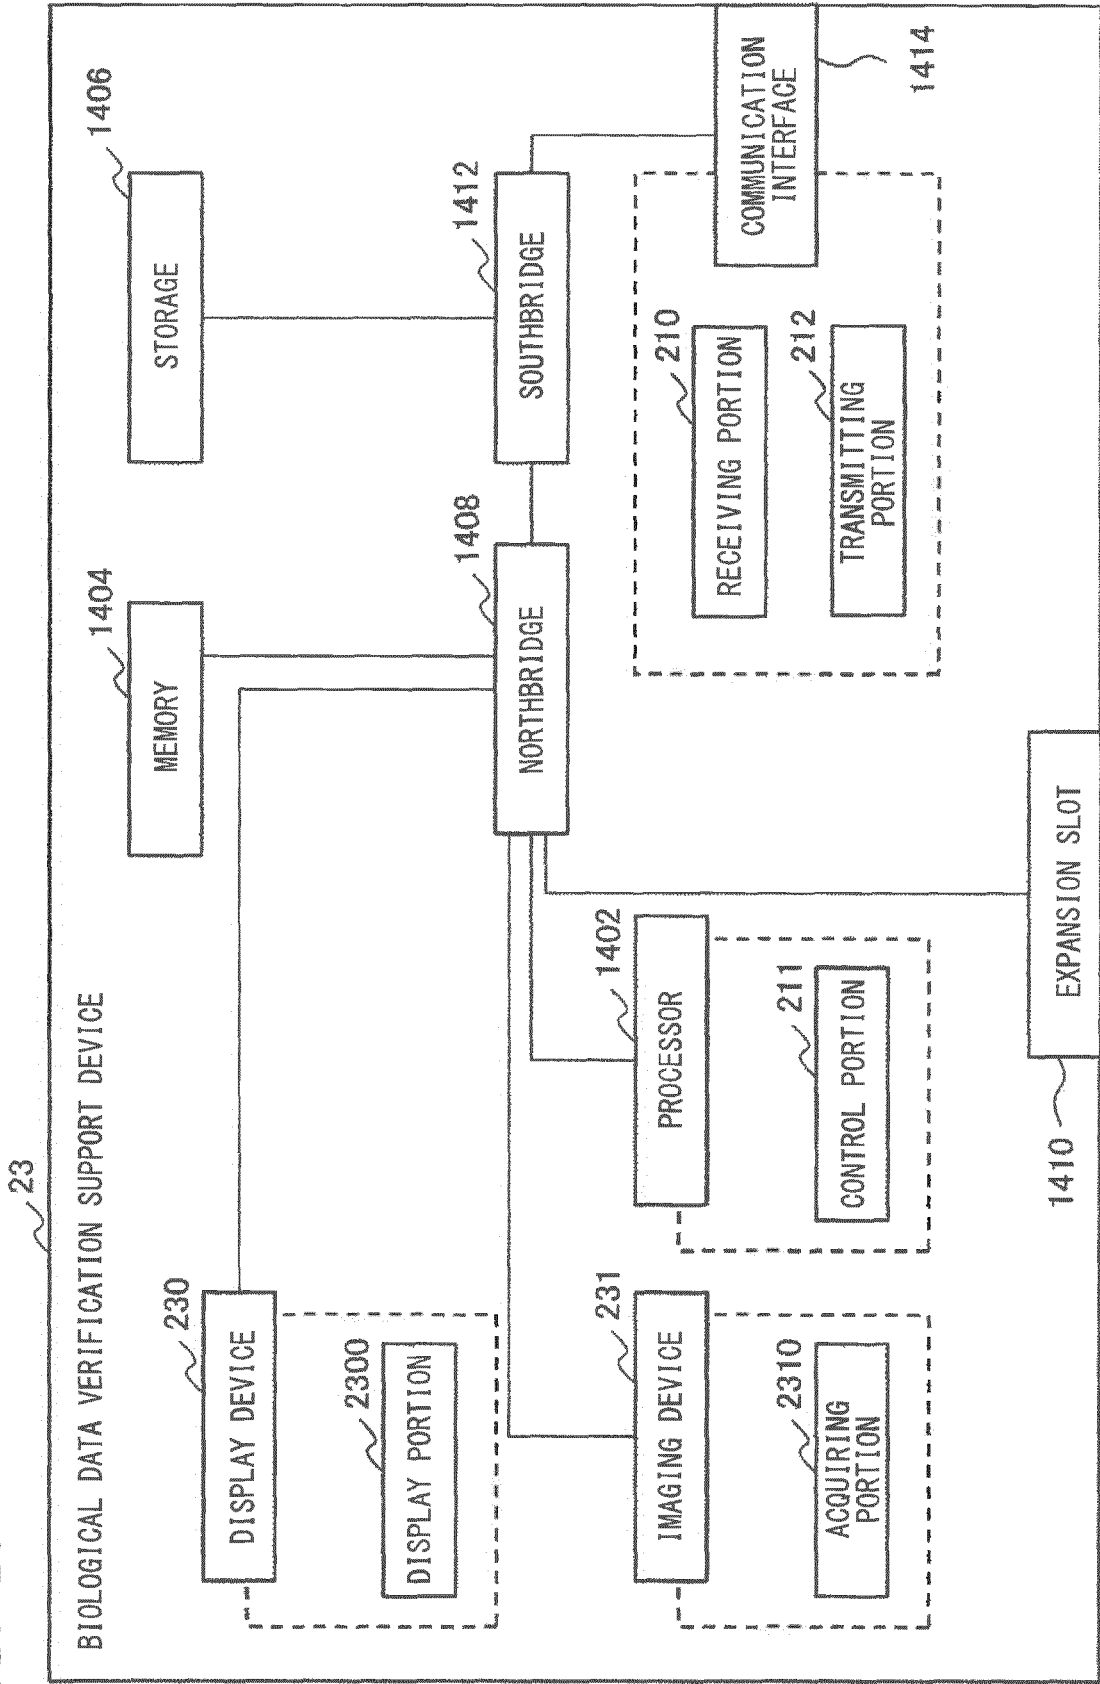 23
BIOLOGICAL DATA VERIFICATION SUPPORT DEVICE
230
DISPLAY DEVICE
2300
DISPLAY PORTION
1404
MEMORY
1406
STORAGE
231
IMAGING DEVICE
2310
ACQUIRING
PORTION
1402
PROCESSOR
211
CONTROL PORTION
1408
NORTHBRIDGE
1412
SOUTHBRIDGE
210
RECEIVING PORTION
212
TRANSMITTING
PORTION
COMMUNICATION
INTERFACE
1414
1410
EXPANSION SLOT